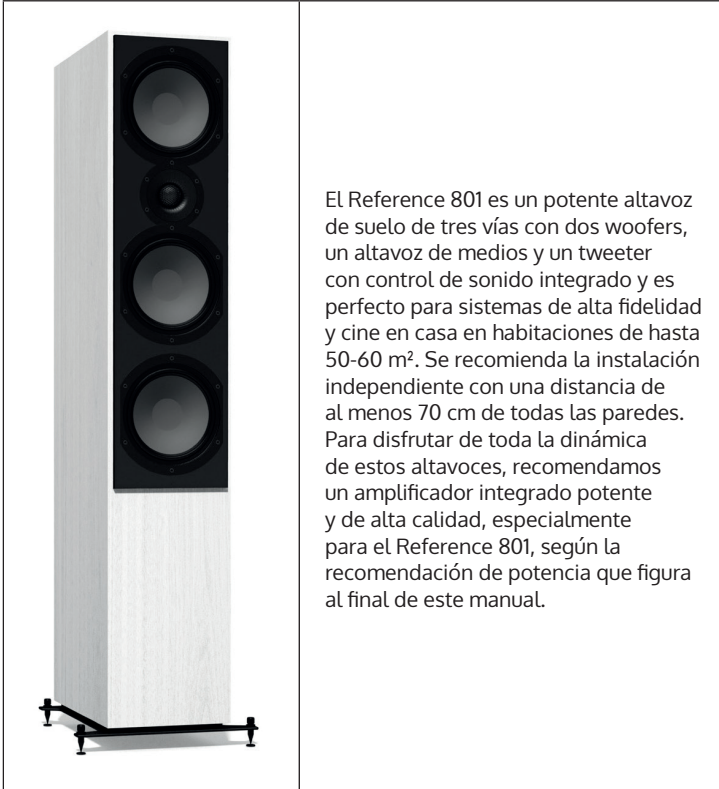 El Reference 801 es un potente altavoz
de suelo de tres vías con dos woofers,
un altavoz de medios y un tweeter
con control de sonido integrado y es
perfecto para sistemas de alta fidelidad
y cine en casa en habitaciones de hasta
50-60 m². Se recomienda la instalación
independiente con una distancia de
al menos 70 cm de todas las paredes.
Para disfrutar de toda la dinámica
de estos altavoces, recomendamos
un amplificador integrado potente
y de alta calidad, especialmente
para el Reference 801, según la
recomendación de potencia que figura
al final de este manual.